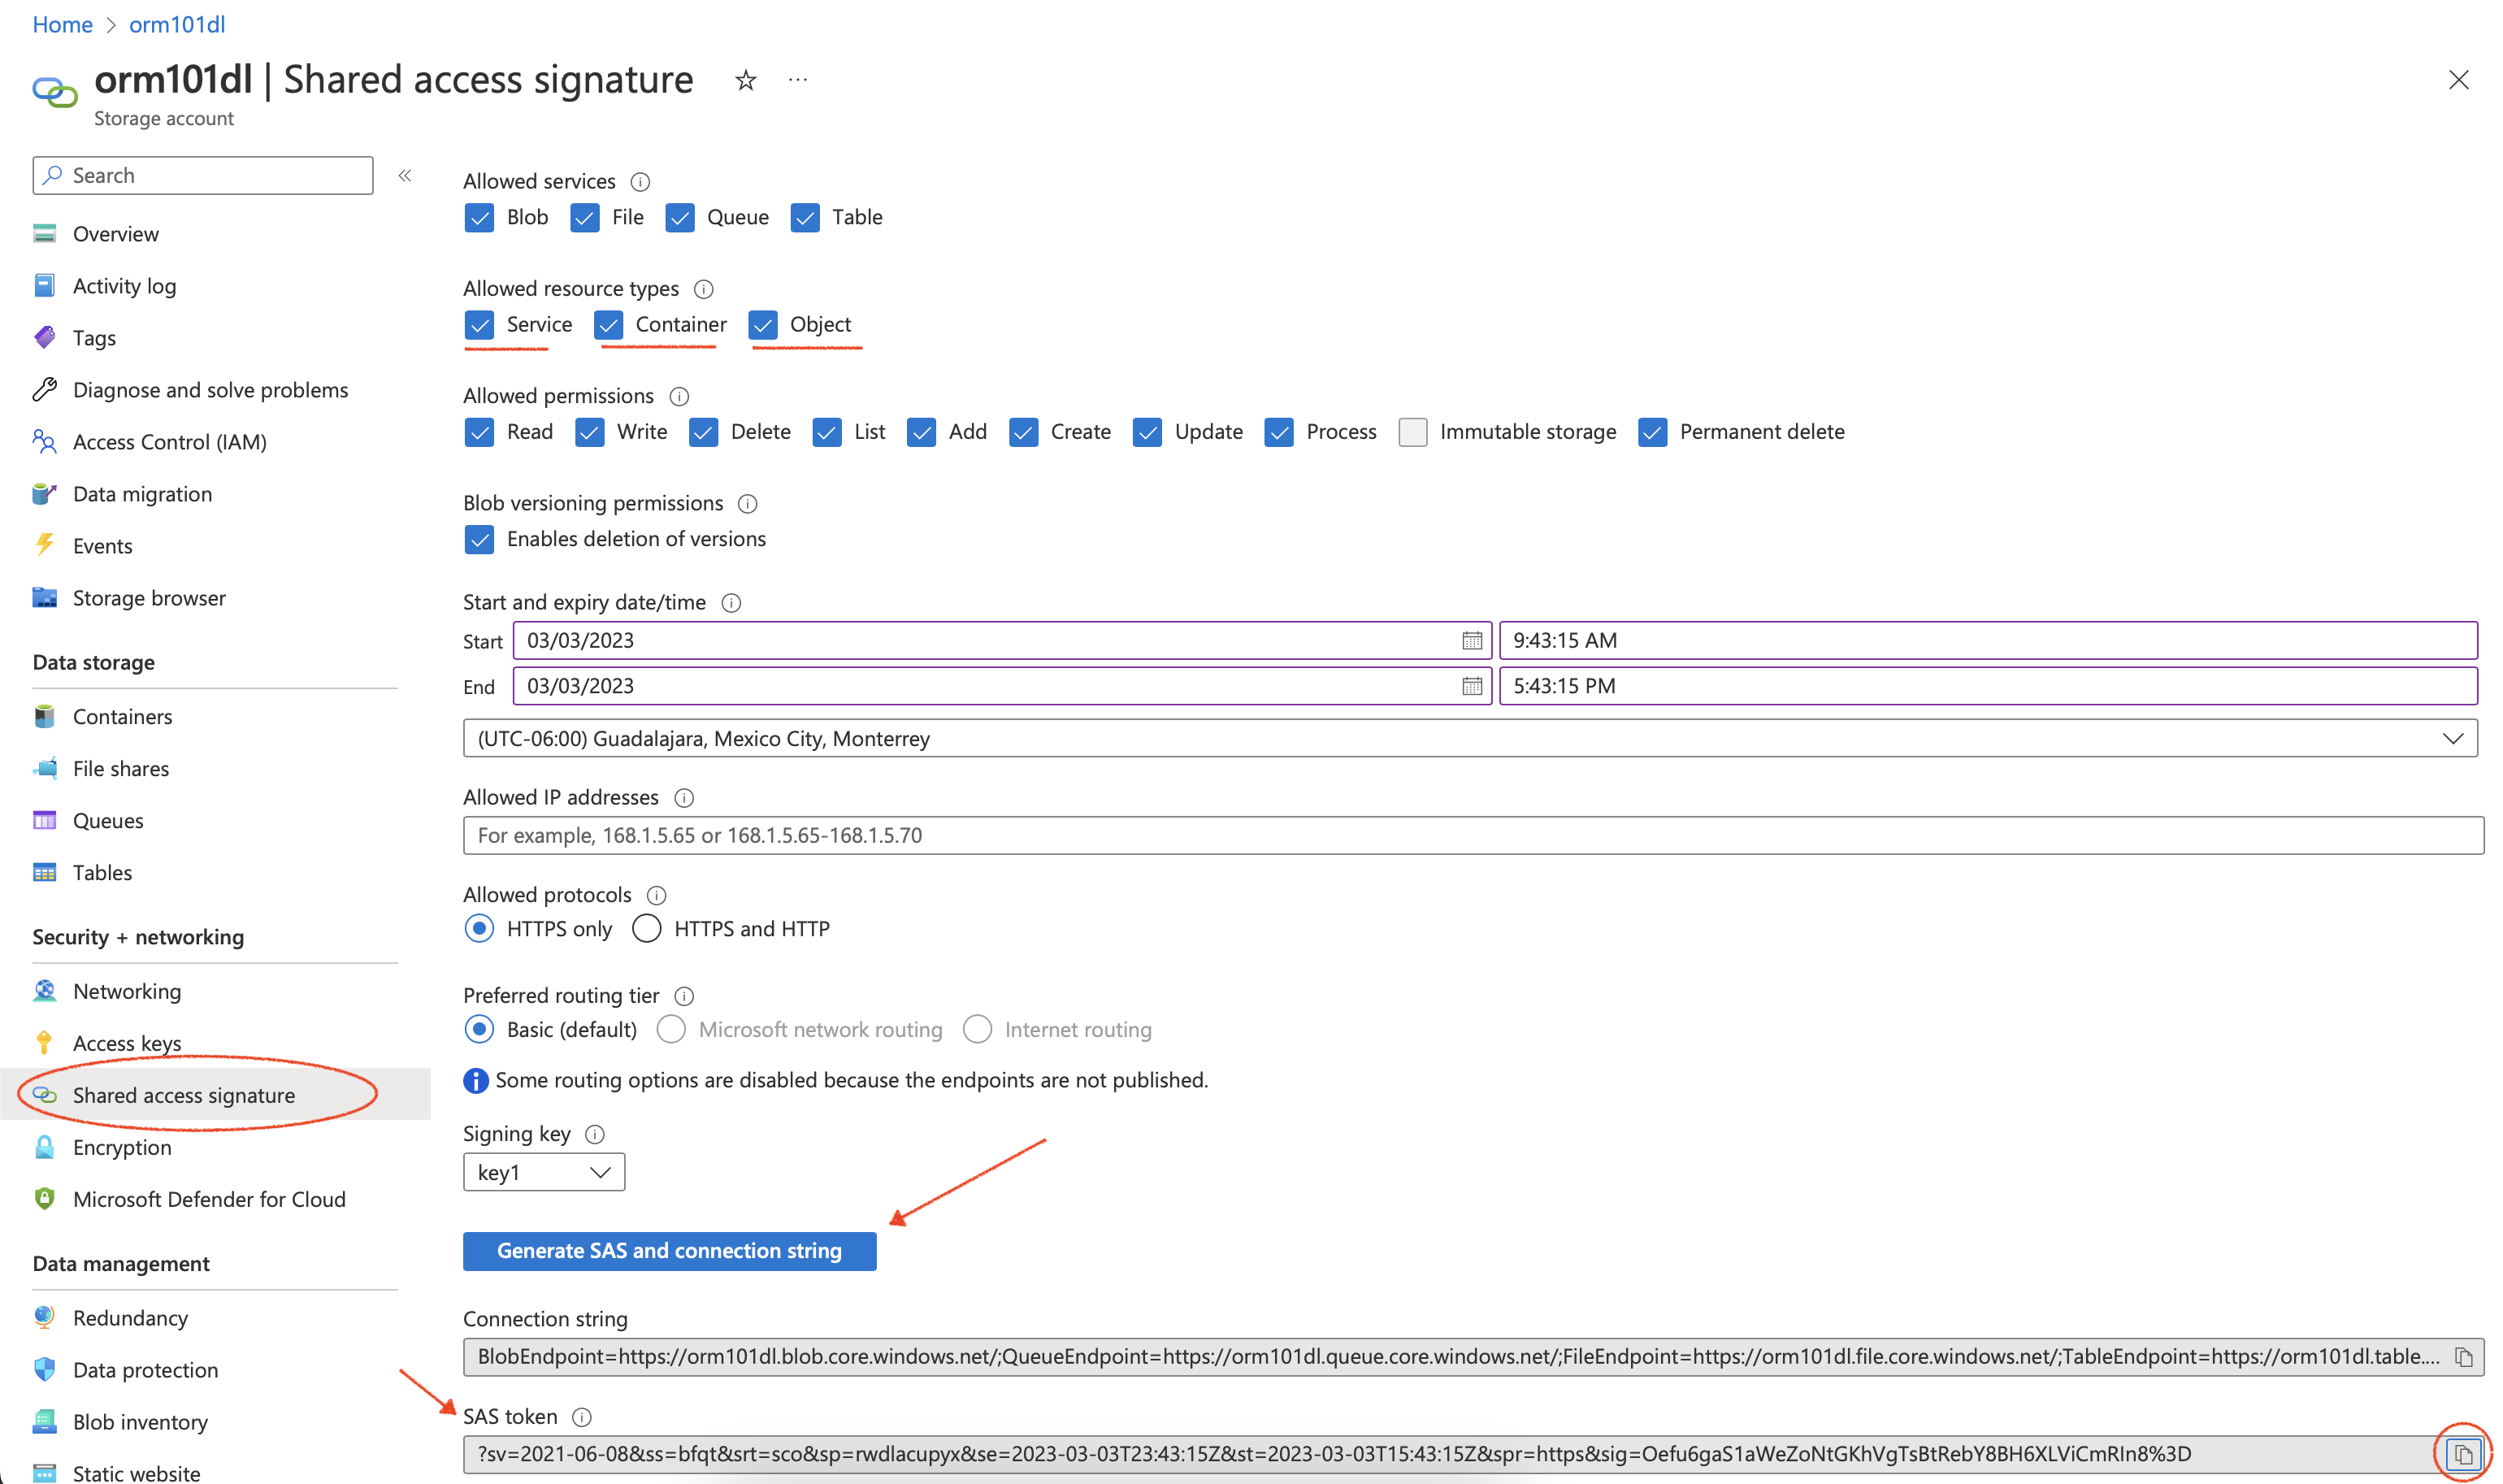 Home > orm101dl
orm101dl | Shared access signature ☆ ···
Storage account
Search
«
Overview
Activity log
Tags
Diagnose and solve problems
Access Control (IAM)
Data migration
Events
Storage browser
Data storage
Containers
File shares
Queues
Tables
Security + networking
Networking
Access keys
Shared access signature
Encryption
Microsoft Defender for Cloud
Data management
Redundancy
Data protection
Blob inventory
Static website
Allowed services
Blob File Queue Table
Allowed resource types
Service Container Object
Allowed permissions
Read Write Delete List Add Create Update Process Immutable storage Permanent delete
Blob versioning permissions
Enables deletion of versions
Start and expiry date/time
Start 03/03/2023 9:43:15 AM
End 03/03/2023 5:43:15 PM
(UTC-06:00) Guadalajara, Mexico City, Monterrey
Allowed IP addresses
For example, 168.1.5.65 or 168.1.5.65-168.1.5.70
Allowed protocols
HTTPS only HTTPS and HTTP
Preferred routing tier
Basic (default) Microsoft network routing Internet routing
Some routing options are disabled because the endpoints are not published.
Signing key
key1
Generate SAS and connection string
Connection string
BlobEndpoint=https://orm101dl.blob.core.windows.net/;QueueEndpoint=https://orm101dl.queue.core.windows.net/;FileEndpoint=https://orm101dl.file.core.windows.net/;TableEndpoint=https://orm101dl.table....
SAS token
?sv=2021-06-08&ss=bfqt&srt=sco&sp=rwdlacupyx&se=2023-03-03T23:43:15Z&st=2023-03-03T15:43:15Z&spr=https&sig=Oefu6gaS1aWeZoNtGKhVgTsBtRebY8BH6XLViCmRIn8%3D